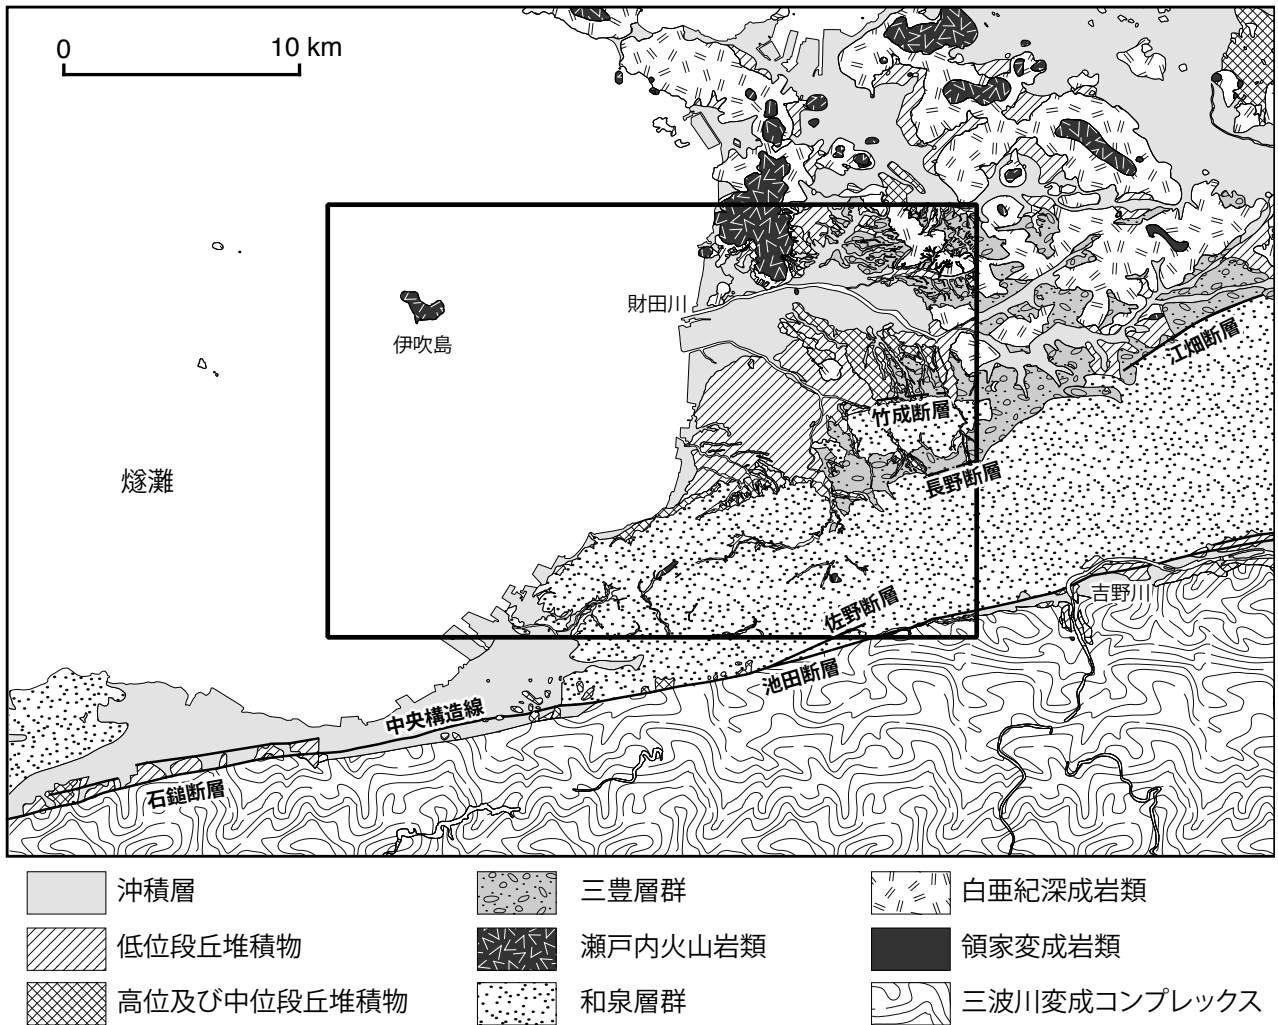 0 10 km
財田川
伊吹島
江畑断層
竹成断層
燧灘
長野断層
吉野川
佐野断層
池田断層
中央構造線
石鎚断層
沖積層
三豊層群
白亜紀深成岩類
低位段丘堆積物
瀬戸内火山岩類
領家変成岩類
高位及び中位段丘堆積物
和泉層群
三波川変成コンプレックス